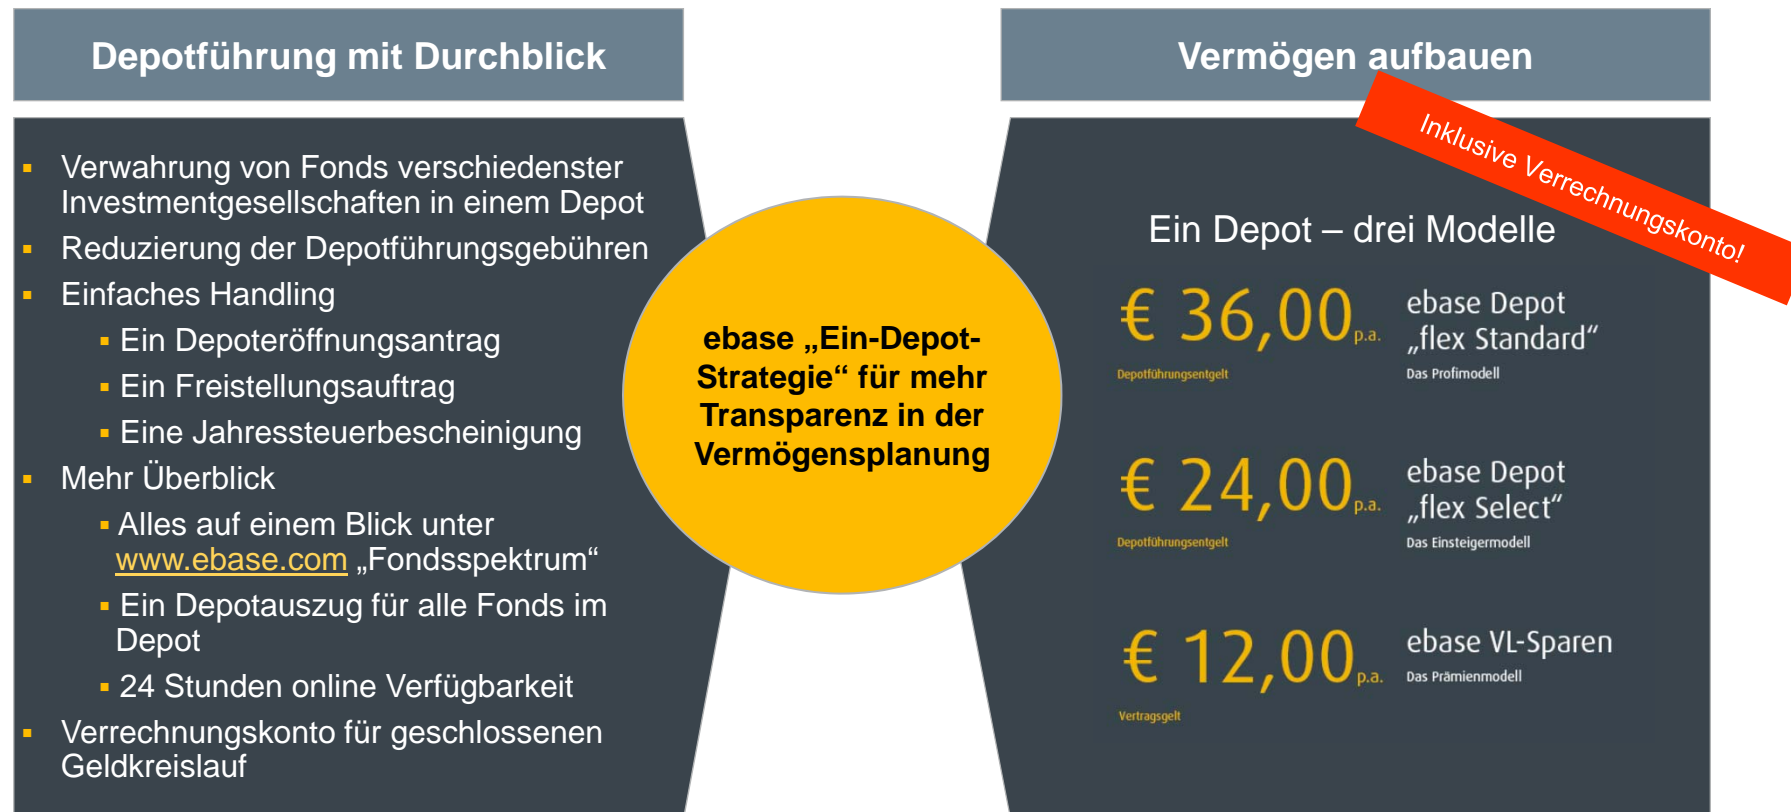 Depotführung mit Durchblick
▪ Verwahrung von Fonds verschiedenster
Investmentgesellschaften in einem Depot
▪ Reduzierung der Depotführungsgebühren
▪ Einfaches Handling
▪ Ein Depoteröffnungsantrag
▪ Ein Freistellungsauftrag
▪ Eine Jahressteuerbescheinigung
▪ Mehr Überblick
▪ Alles auf einem Blick unter
www.ebase.com „Fondsspektrum“
▪ Ein Depotauszug für alle Fonds im
Depot
▪ 24 Stunden online Verfügbarkeit
▪ Verrechnungskonto für geschlossenen
Geldkreislauf
ebase „Ein-Depot-
Strategie“ für mehr
Transparenz in der
Vermögensplanung
Vermögen aufbauen
Inklusive Verrechnungskonto!
Ein Depot – drei Modelle
€ 36,00 p.a.
Depotführungsentgelt
ebase Depot
„flex Standard“
Das Profimodell
€ 24,00 p.a.
Depotführungsentgelt
ebase Depot
„flex Select“
Das Einsteigermodell
€ 12,00 p.a.
Vertragsgelt
ebase VL-Sparen
Das Prämienmodell